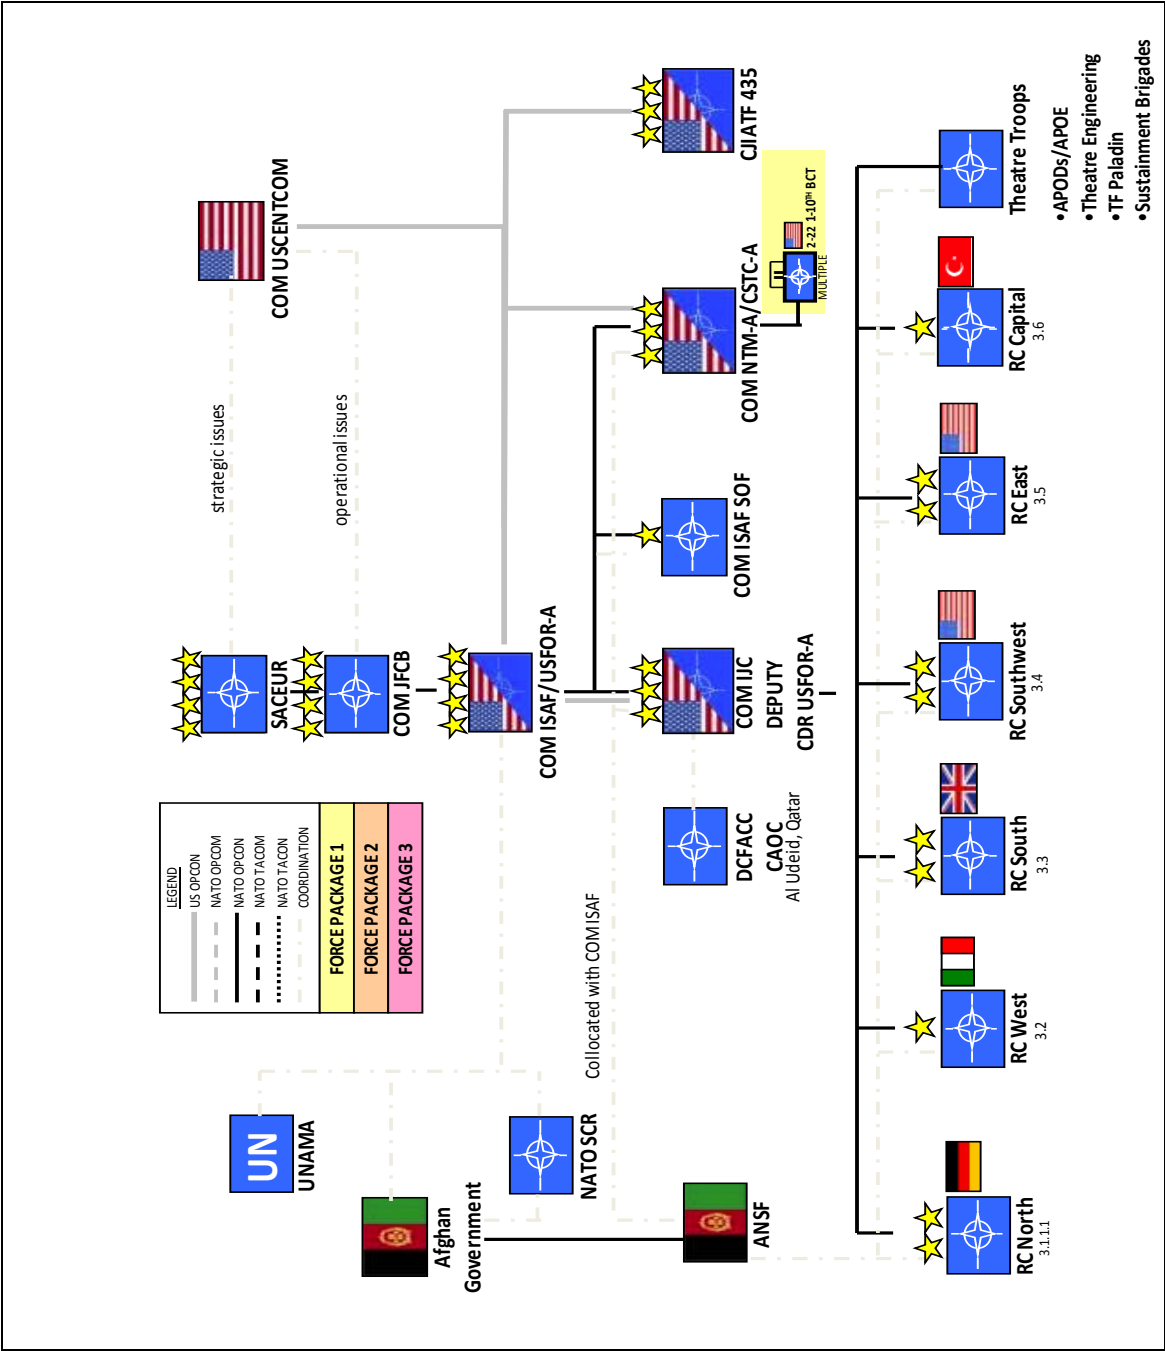 UN
UNAMA
Afghan
Government
NATO SCR
ANSF
LEGEND
US OPCON
NATO OPCOM
NATO OPCON
NATO TACOM
NATO TACON
COORDINATION
FORCE PACKAGE 1
FORCE PACKAGE 2
FORCE PACKAGE 3
SACEUR
COM JFCB
strategic issues
operational issues
COM USCENTCOM
COM ISAF/USFOR-A
Collocated with COMISAF
DCFACC
CAOC
Al Udeid, Qatar
COM IJC
DEPUTY
CDR USFOR-A
COM ISAF SOF
COM NTM-A/CSTC-A
CJIATF 435
2-22 1-10TH BCT
MULTIPLE
RC North
3.1.1.1
RC West
3.2
RC South
3.3
RC Southwest
3.4
RC East
3.5
RC Capital
3.6
Theatre Troops
•APODs/APOE
•Theatre Engineering
•TF Paladin
•Sustainment Brigades